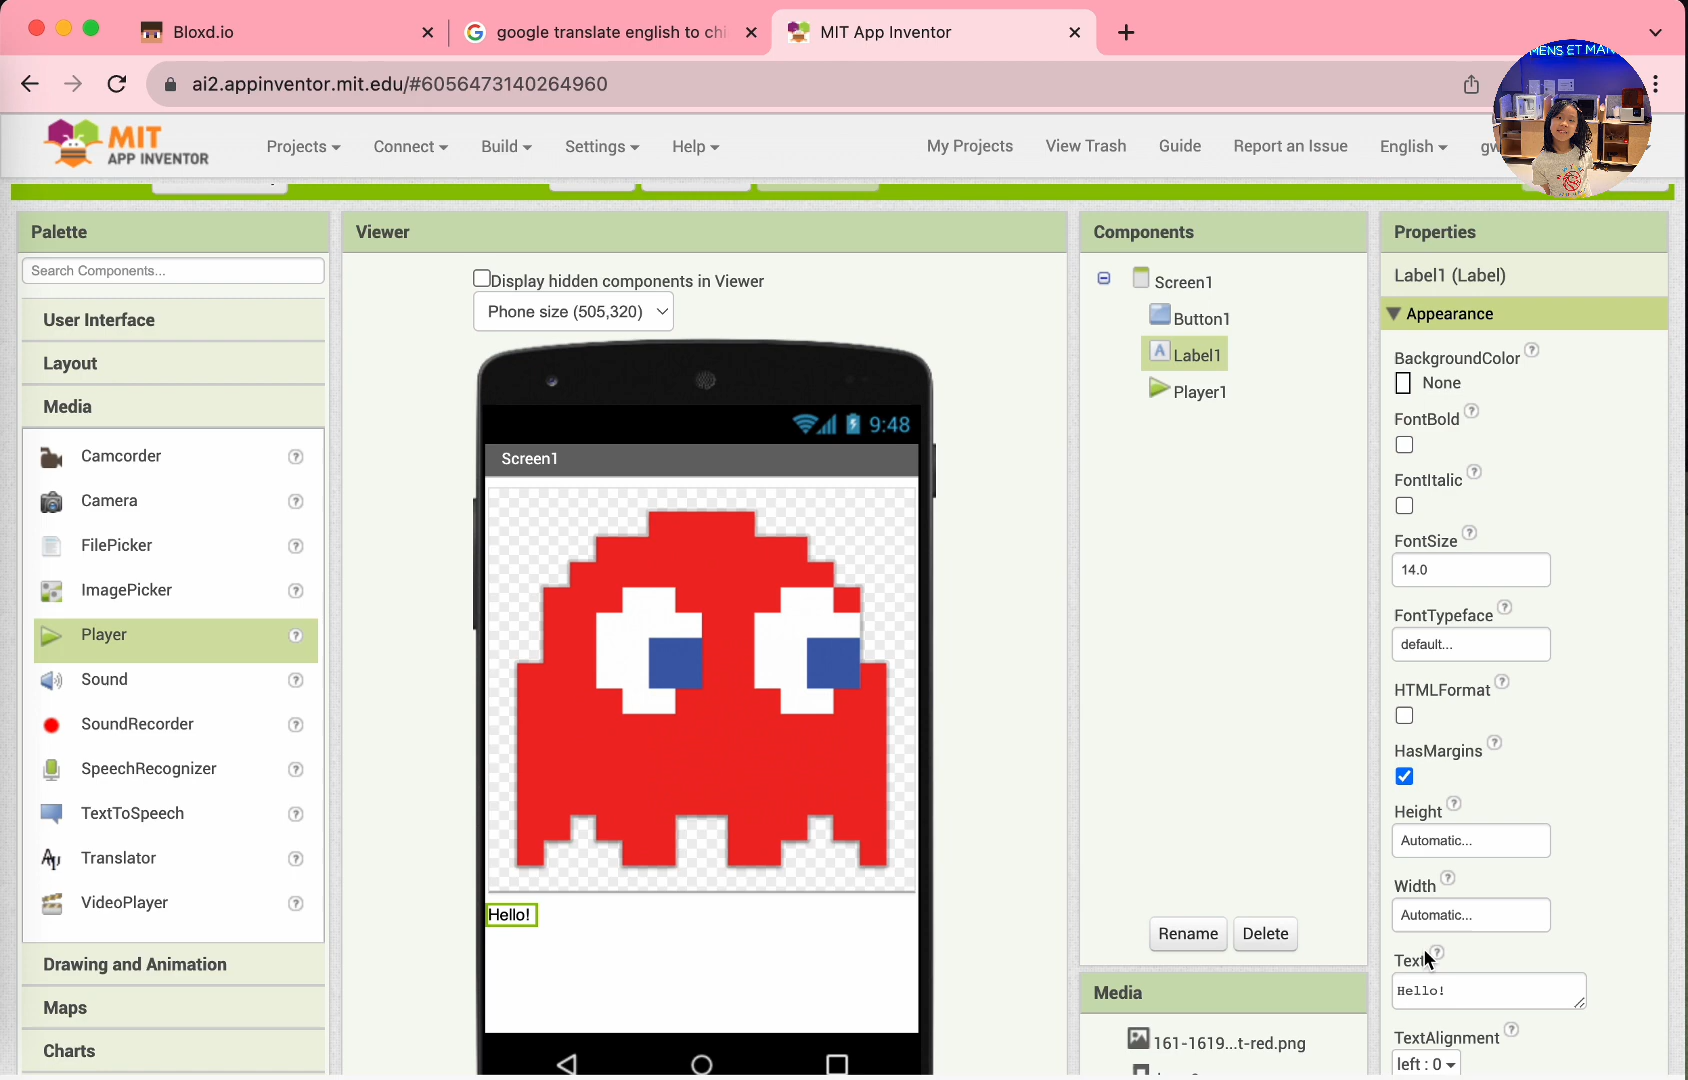 Bloxd.io
google translate english to chi
MIT App Inventor
ai2.appinventor.mit.edu/#6056473140264960
MENS ET MAN
MIT
APP INVENTOR
Projects
Connect
Build
Settings
Help
My Projects
View Trash
Guide
Report an Issue
English
gw
Palette
Search Components...
User Interface
Layout
Media
Camcorder
Camera
FilePicker
ImagePicker
Player
Sound
SoundRecorder
SpeechRecognizer
TextToSpeech
Translator
VideoPlayer
Drawing and Animation
Maps
Charts
Viewer
Display hidden components in Viewer
Phone size (505,320)
9:48
Screen1
Hello!
Components
Screen1
Button1
Label1
Player1
Rename
Delete
Media
161-1619...t-red.png
Properties
Label1 (Label)
Appearance
BackgroundColor
None
FontBold
FontItalic
FontSize
14.0
FontTypeface
default...
HTMLFormat
HasMargins
Height
Automatic...
Width
Automatic...
Text
Hello!
TextAlignment
left : 0